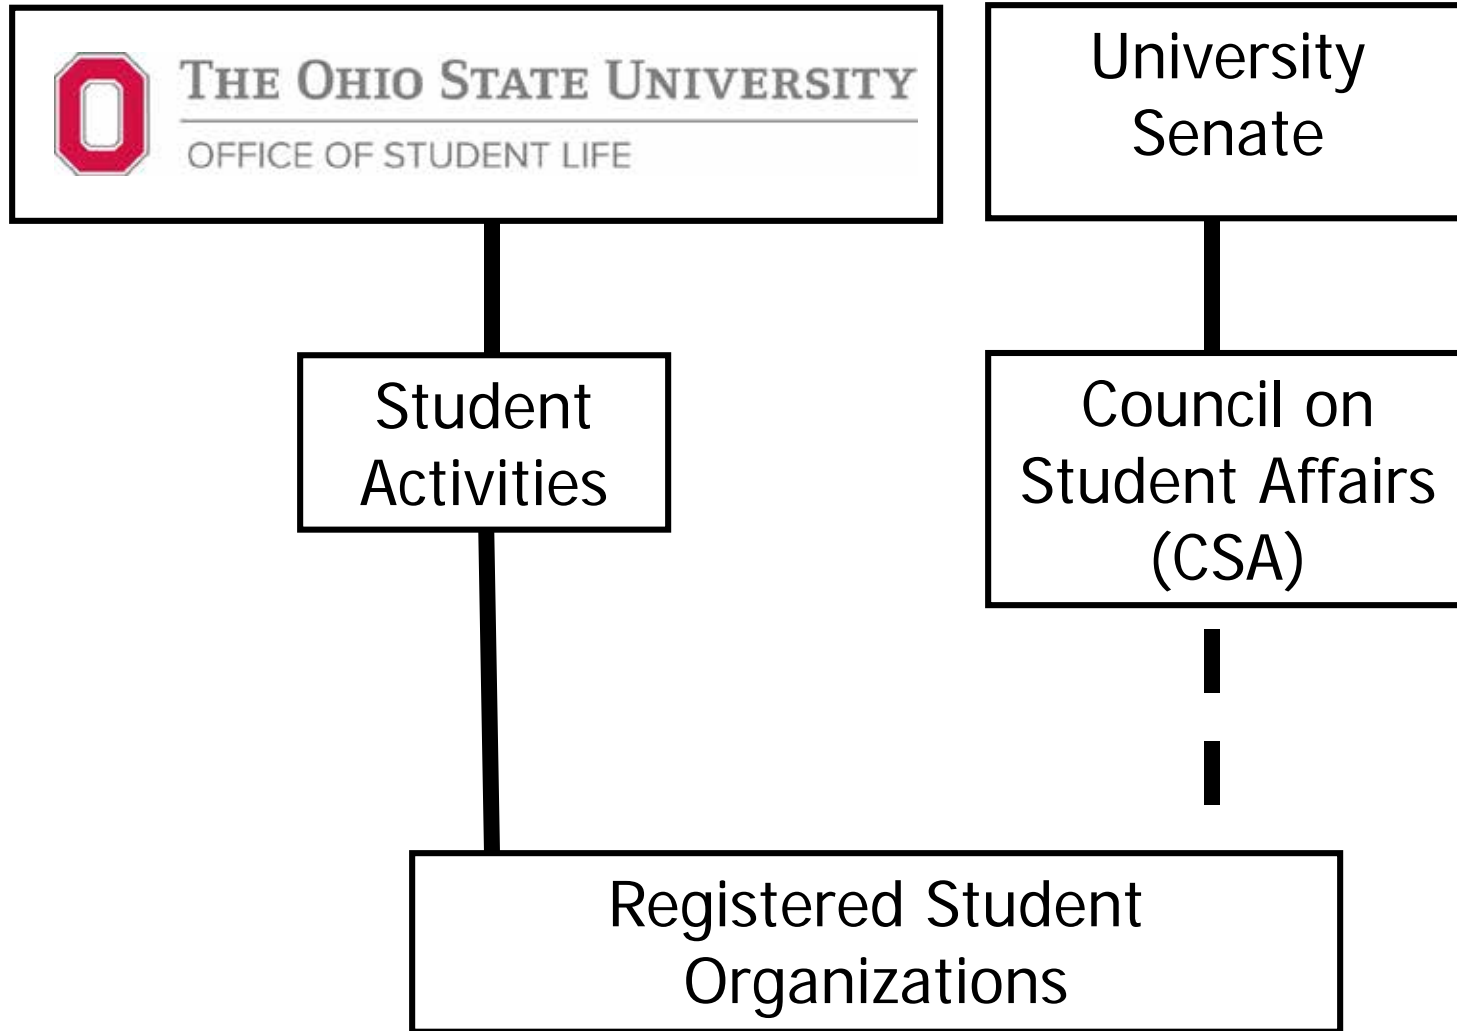 THE OHIO STATE UNIVERSITY
OFFICE OF STUDENT LIFE
University
Senate
Student
Activities
Council on
Student Affairs
(CSA)
Registered Student
Organizations